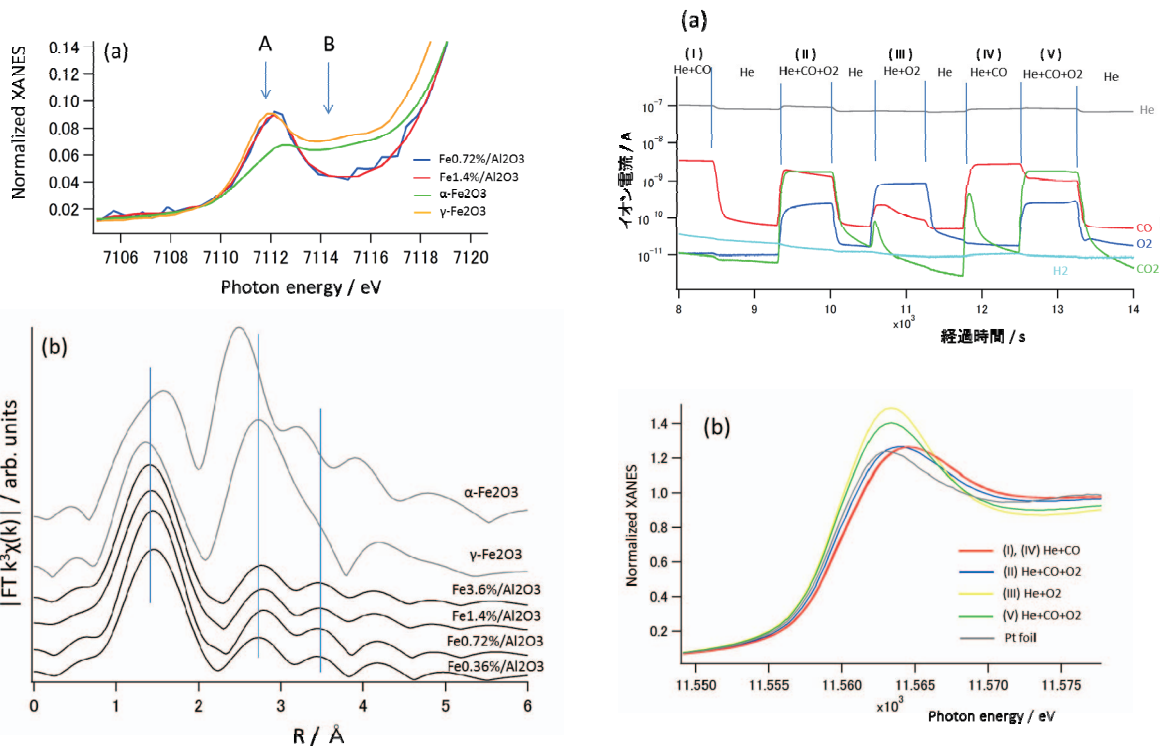 (a)
A
B
Normalized XANES
0.14
0.12
0.10
0.08
0.06
0.04
0.02
Fe0.72%/Al2O3
Fe1.4%/Al2O3
α-Fe2O3
γ-Fe2O3
7106
7108
7110
7112
7114
7116
7118
7120
Photon energy / eV
(b)
|FT k³χ(k)| / arb. units
α-Fe2O3
γ-Fe2O3
Fe3.6%/Al2O3
Fe1.4%/Al2O3
Fe0.72%/Al2O3
Fe0.36%/Al2O3
0
1
2
3
4
5
6
R / Å
(a)
(I)
(II)
(III)
(IV)
(V)
He+CO
He
He+CO+O2
He
He+O2
He
He+CO
He+CO+O2
He
イオン電流 / A
10⁻⁷
10⁻⁸
10⁻⁹
10⁻¹⁰
10⁻¹¹
He
CO
O2
H2
CO2
8
9
10
11
12
13
14
×10³
経過時間 / s
(b)
Normalized XANES
1.4
1.2
1.0
0.8
0.6
0.4
0.2
(I), (IV) He+CO
(II) He+CO+O2
(III) He+O2
(V) He+CO+O2
Pt foil
11.550
11.555
11.560
11.565
11.570
11.575
×10³
Photon energy / eV